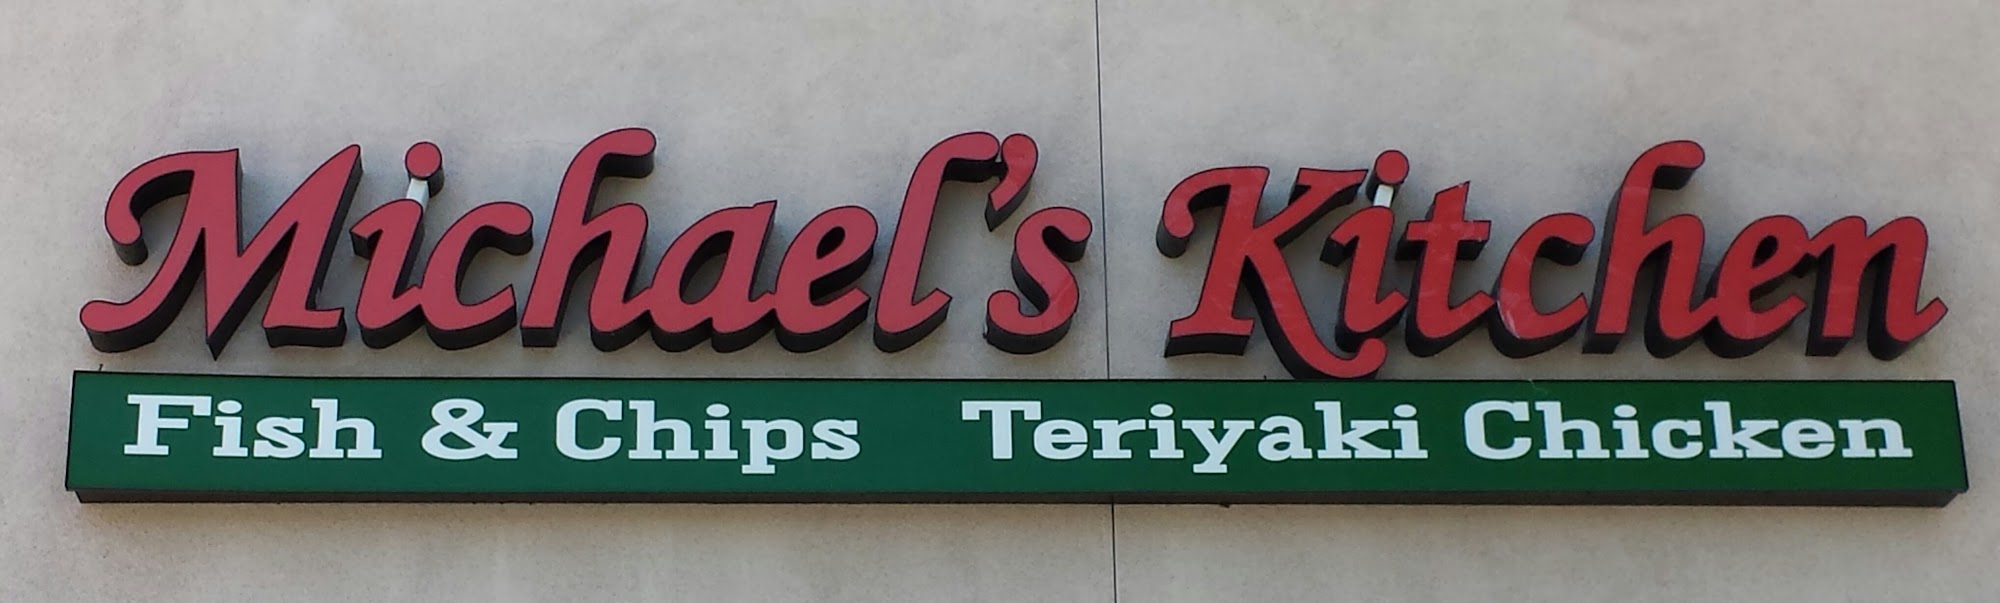 Michael's Kitchen
Fish & Chips Teriyaki Chicken